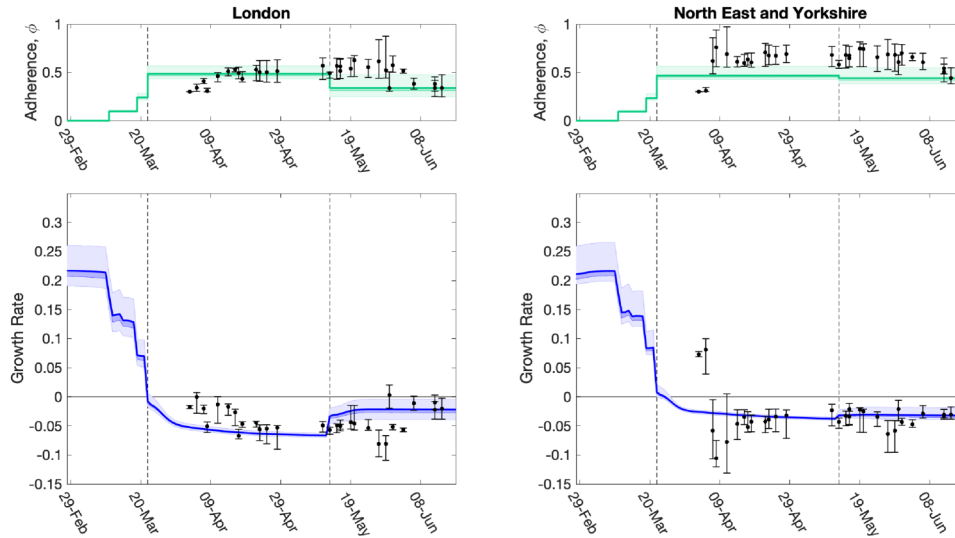 London
Adherence, ϕ
1
0.5
0
29-Feb
20-Mar
09-Apr
29-Apr
19-May
08-Jun
North East and Yorkshire
Adherence, ϕ
1
0.5
0
29-Feb
20-Mar
09-Apr
29-Apr
19-May
08-Jun
Growth Rate
0.3
0.25
0.2
0.15
0.1
0.05
0
-0.05
-0.1
-0.15
29-Feb
20-Mar
09-Apr
29-Apr
19-May
08-Jun
Growth Rate
0.3
0.25
0.2
0.15
0.1
0.05
0
-0.05
-0.1
-0.15
29-Feb
20-Mar
09-Apr
29-Apr
19-May
08-Jun